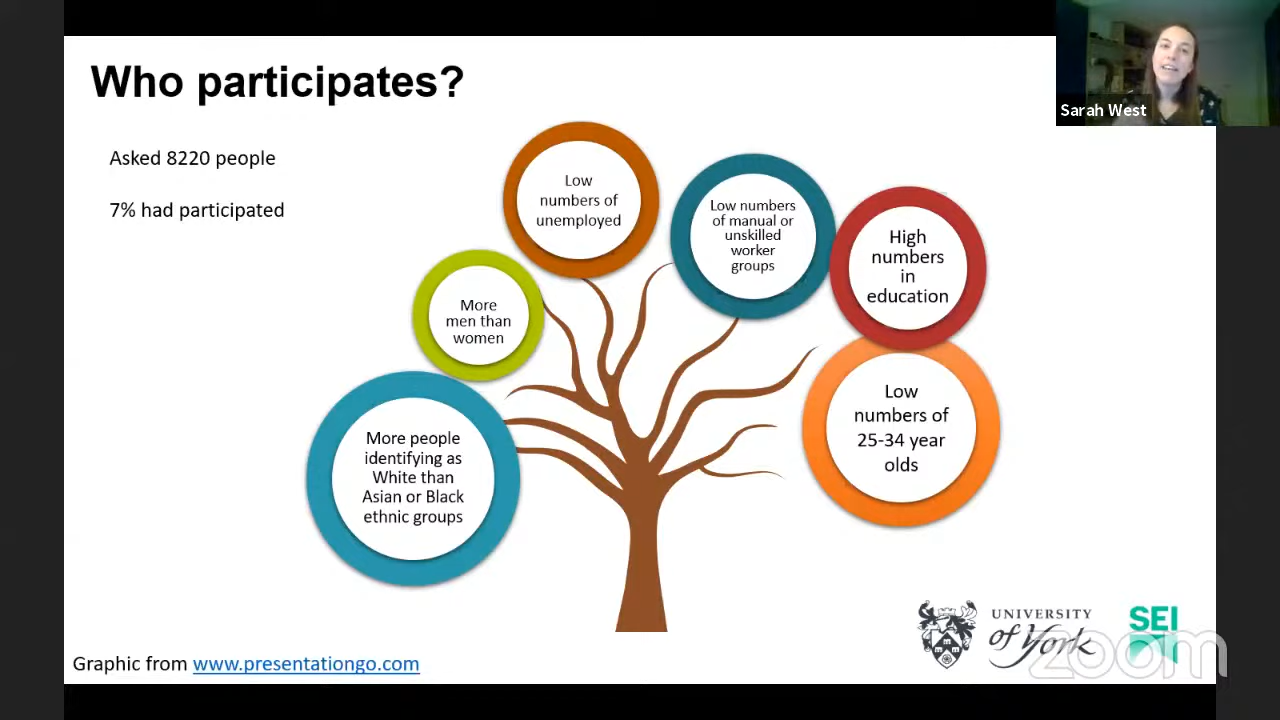 Who participates?
Sarah West
Asked 8220 people
7% had participated
Low
numbers of
unemployed
Low numbers
of manual or
unskilled
worker
groups
High
numbers
in
education
More
men than
women
Low
numbers of
25-34 year
olds
More people
identifying as
White than
Asian or Black
ethnic groups
UNIVERSITY
of York
SEI
zoom
Graphic from www.presentationgo.com